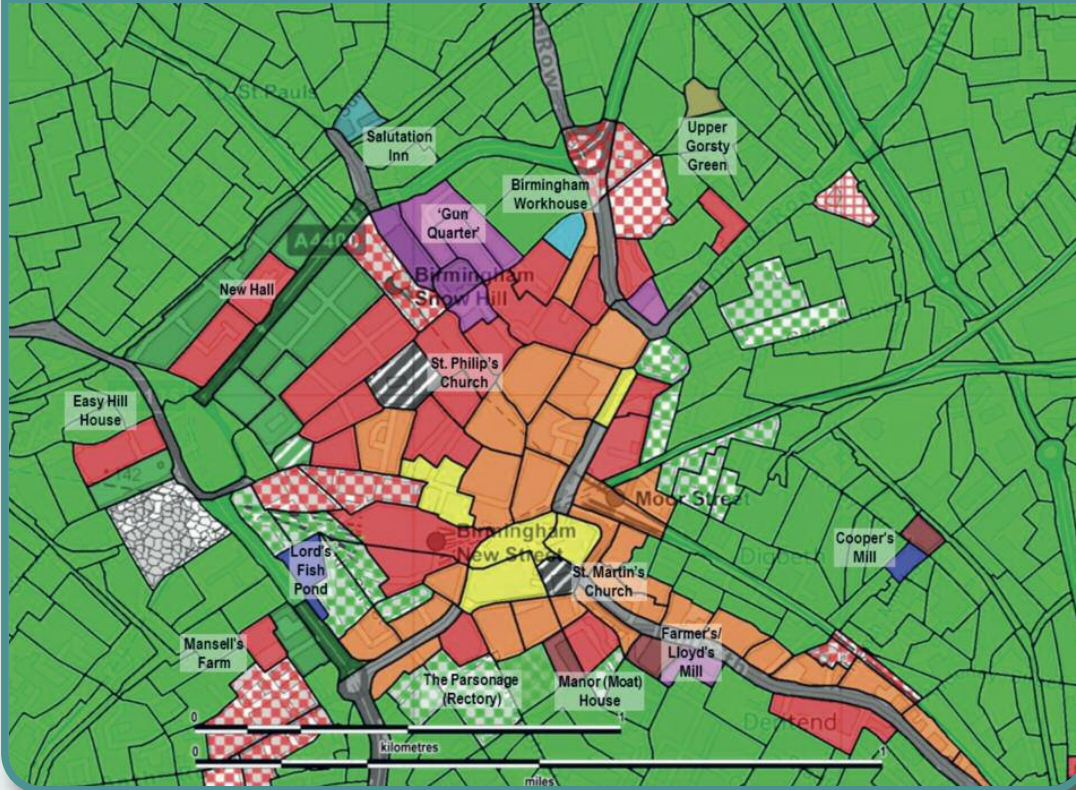 nsRow
St Pauls
Salutation
Inn
Upper
Gorsty
Green
Birmingham
Workhouse
'Gun
Quarter'
A4400
Birmingham
Snow Hill
New Hall
St. Philip's
Church
Easy Hill
House
142
Moor Street
Birmingham
New Street
Digbeth
Cooper's
Mill
Lord's
Fish
Pond
St. Martin's
Church
Mansell's
Farm
Farmer's/
Lloyd's
Mill
The Parsonage
(Rectory)
Manor (Moat)
House
Deritend
0
1
kilometres
0
1
miles